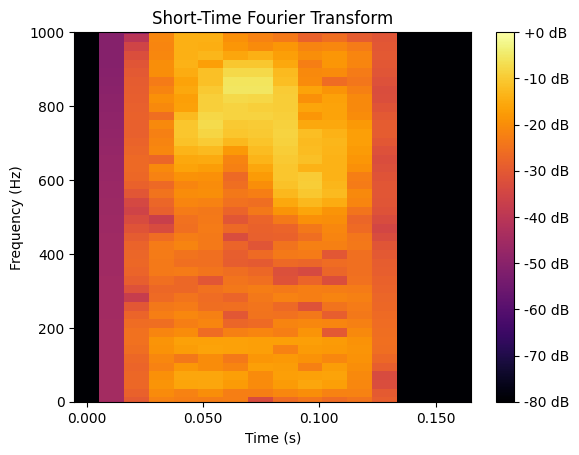 Short-Time Fourier Transform
1000
800
600
400
200
0
Frequency (Hz)
0.000
0.050
0.100
0.150
Time (s)
+0 dB
-10 dB
-20 dB
-30 dB
-40 dB
-50 dB
-60 dB
-70 dB
-80 dB